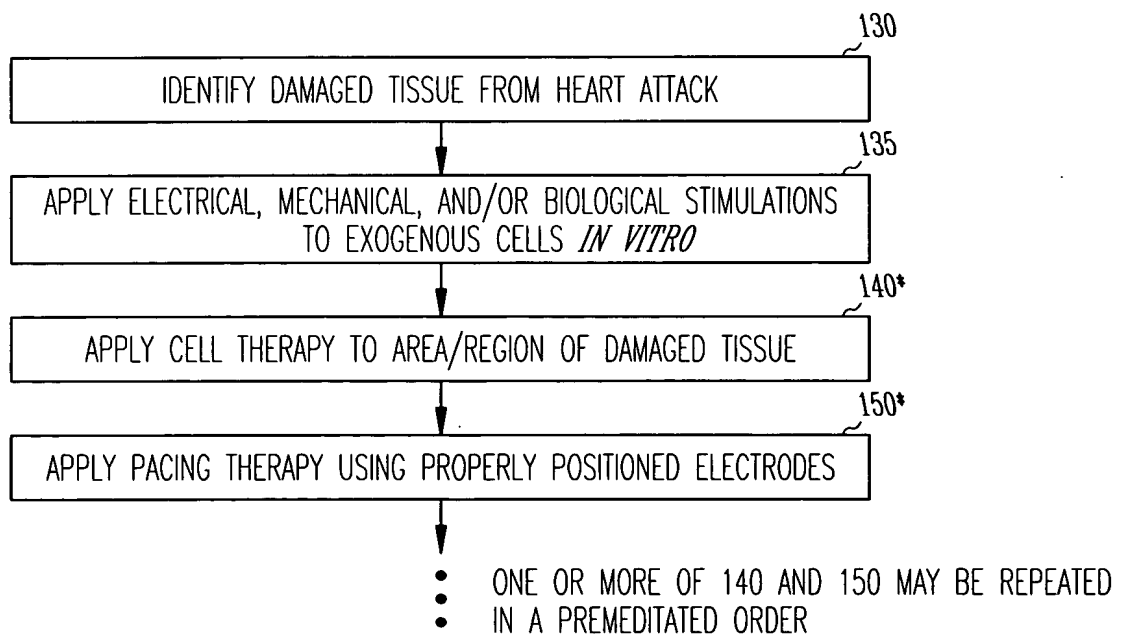 130
IDENTIFY DAMAGED TISSUE FROM HEART ATTACK
135
APPLY ELECTRICAL, MECHANICAL, AND/OR BIOLOGICAL STIMULATIONS
TO EXOGENOUS CELLS IN VITRO
140*
APPLY CELL THERAPY TO AREA/REGION OF DAMAGED TISSUE
150*
APPLY PACING THERAPY USING PROPERLY POSITIONED ELECTRODES
ONE OR MORE OF 140 AND 150 MAY BE REPEATED
IN A PREMEDITATED ORDER